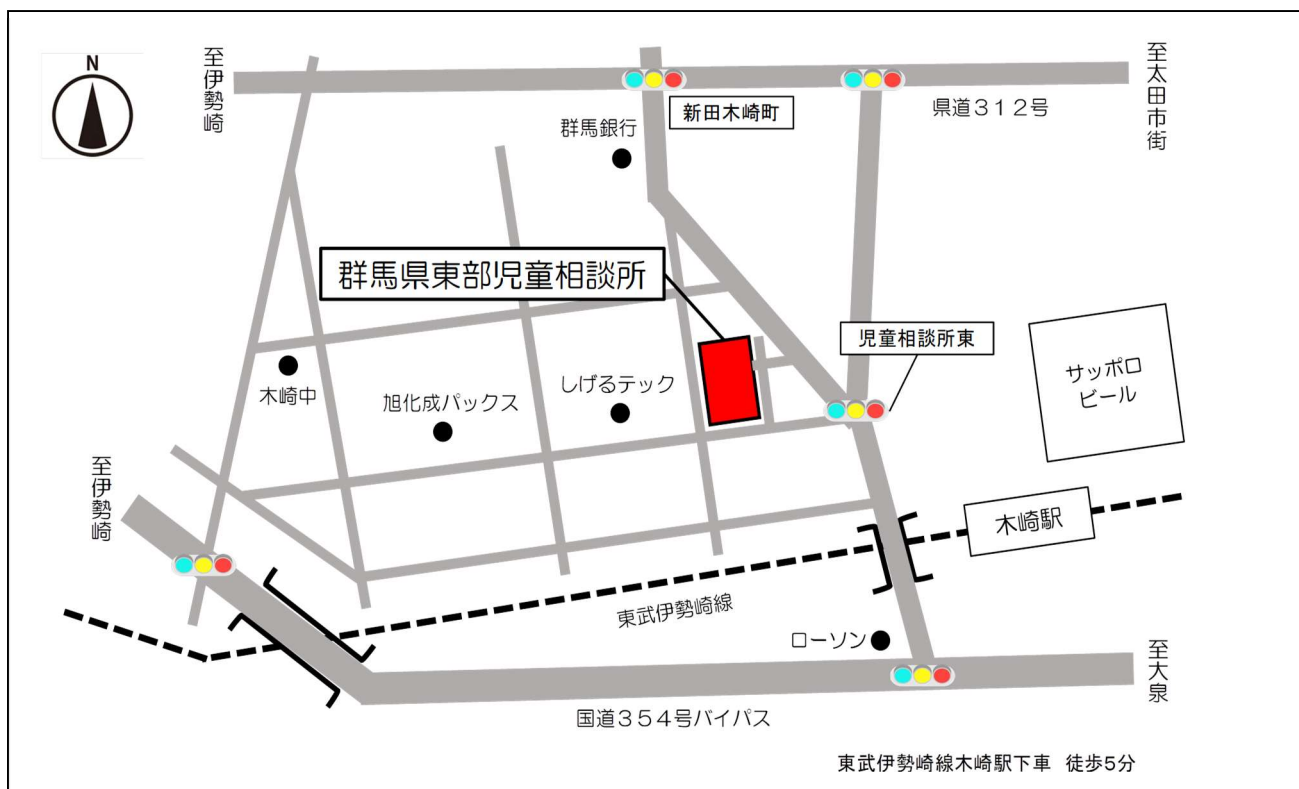 N
至伊勢崎
至太田市街
新田木崎町
県道312号
群馬銀行
群馬県東部児童相談所
児童相談所東
サッポロ
ビール
木崎中
旭化成パックス
しげるテック
至伊勢崎
木崎駅
東武伊勢崎線
ローソン
至大泉
国道354号バイパス
東武伊勢崎線木崎駅下車 徒歩5分